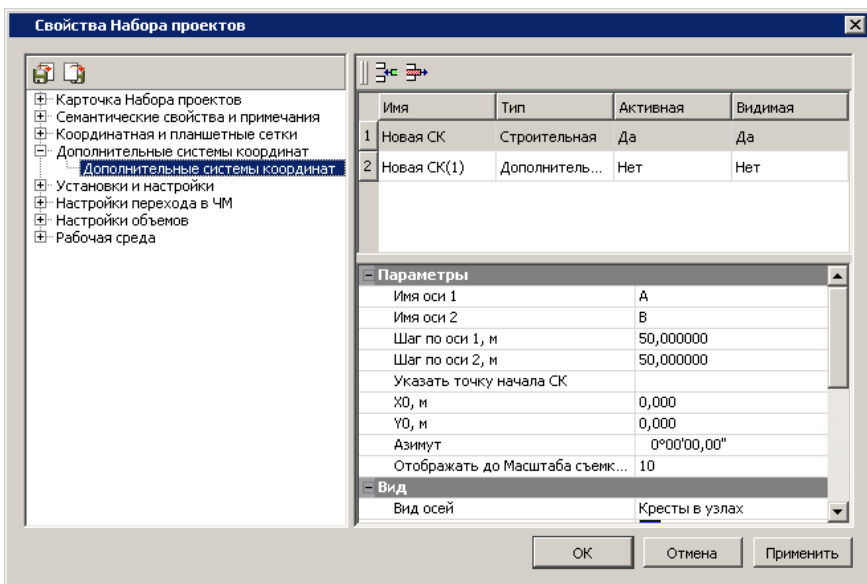 Свойства Набора проектов
Карточка Набора проектов
Семантические свойства и примечания
Координатная и планшетные сетки
Дополнительные системы координат
Дополнительные системы координат
Установки и настройки
Настройки перехода в ЧМ
Настройки объемов
Рабочая среда
Имя Тип Активная Видимая
1 Новая СК Строительная Да Да
2 Новая СК(1) Дополнитель... Нет Нет
Параметры
Имя оси 1 A
Имя оси 2 B
Шаг по оси 1, м 50,000000
Шаг по оси 2, м 50,000000
Указать точку начала СК
X0, м 0,000
Y0, м 0,000
Азимут 0°00'00,00"
Отображать до Масштаба съемк... 10
Вид
Вид осей Кресты в узлах
ОК Отмена Применить